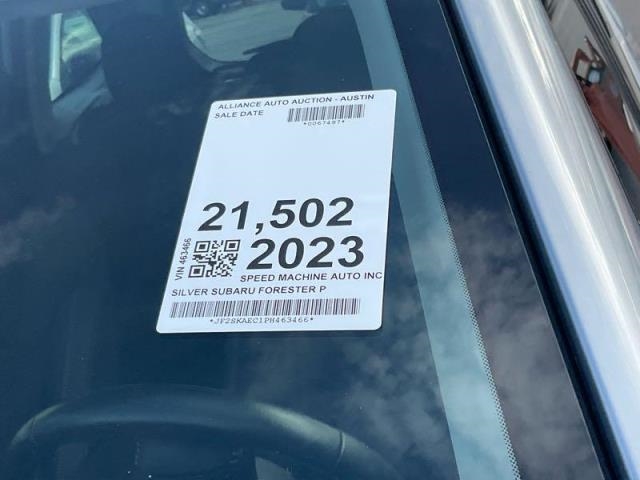 ALLIANCE AUTO AUCTION - AUSTIN
SALE DATE
*0067497*
21,502
VIN 463466
2023
SPEED MACHINE AUTO INC
SILVER SUBARU FORESTER P
*JF2SKAEC1PH463466*